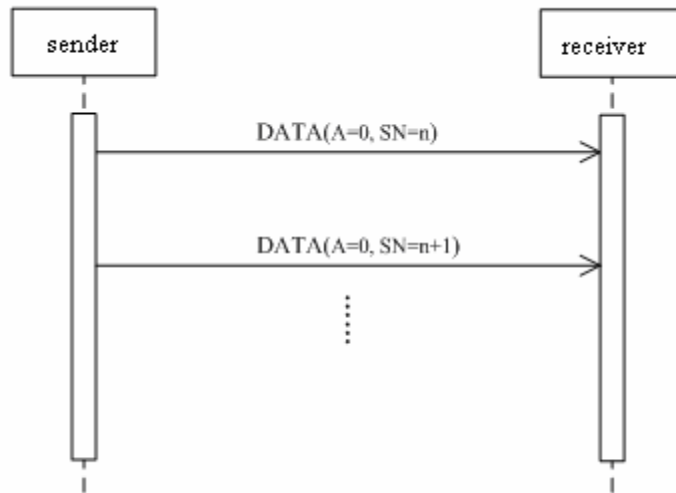 sender
receiver
DATA(A=0, SN=n)
DATA(A=0, SN=n+1)